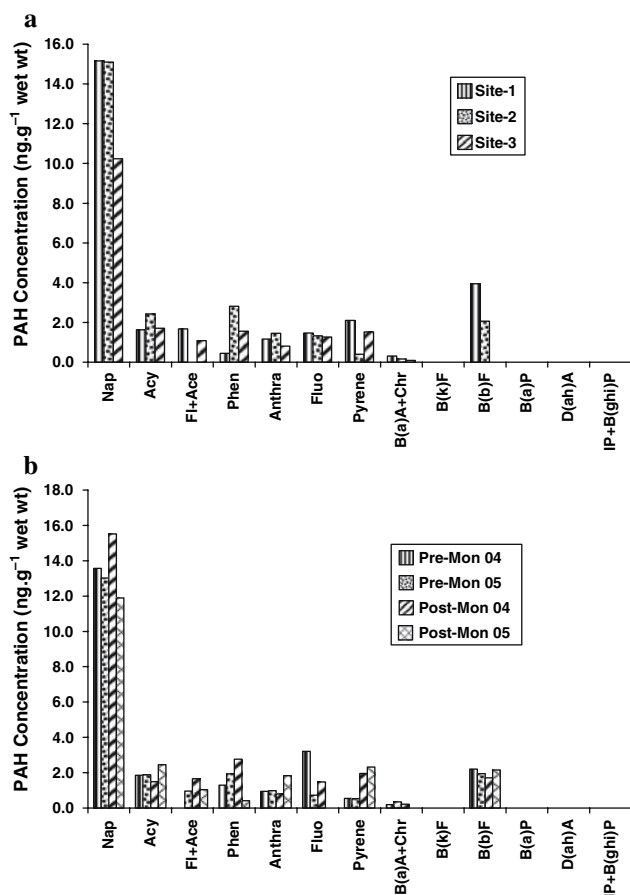 a
PAH Concentration (ng.g⁻¹ wet wt)
16.0
14.0
12.0
10.0
8.0
6.0
4.0
2.0
0.0
Site-1
Site-2
Site-3
Nap
Acy
Fl+Ace
Phen
Anthra
Fluo
Pyrene
B(a)A+Chr
B(k)F
B(b)F
B(a)P
D(ah)A
IP+B(ghi)P
b
PAH Concentration (ng.g⁻¹ wet wt)
18.0
16.0
14.0
12.0
10.0
8.0
6.0
4.0
2.0
0.0
Pre-Mon 04
Pre-Mon 05
Post-Mon 04
Post-Mon 05
Nap
Acy
Fl+Ace
Phen
Anthra
Fluo
Pyrene
B(a)A+Chr
B(k)F
B(b)F
B(a)P
D(ah)A
IP+B(ghi)P